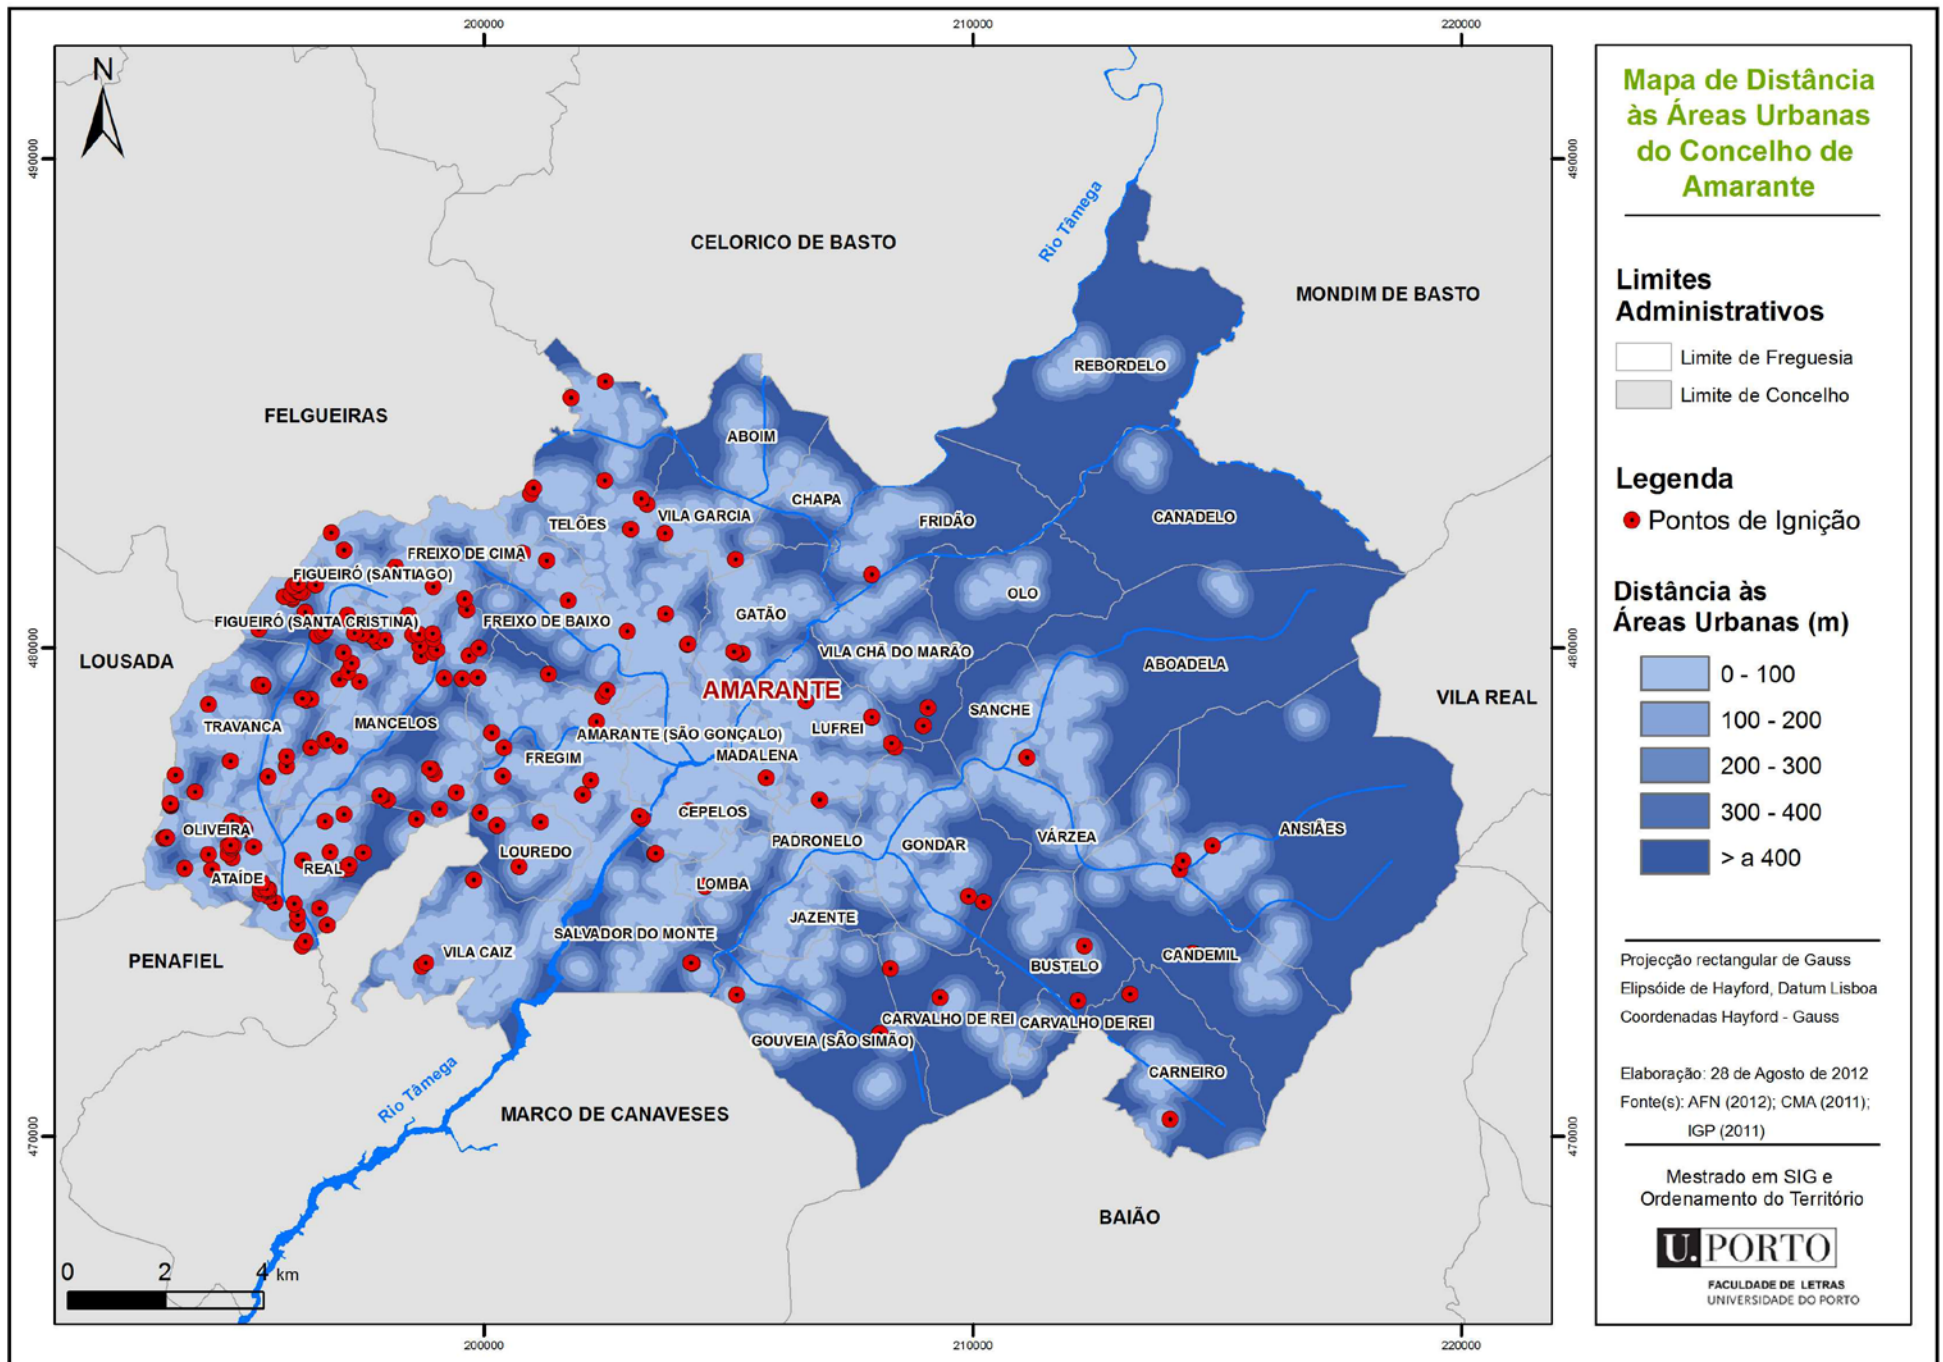 200000
210000
220000
N
490000
490000
Rio Tâmega
CELORICO DE BASTO
MONDIM DE BASTO
REBORDELO
FELGUEIRAS
ABOIM
CHAPA
FRIDÃO
CANADELO
TELÕES
VILA GARCIA
FREIXO DE CIMA
FIGUEIRÓ (SANTIAGO)
OLO
FIGUEIRÓ (SANTA CRISTINA)
FREIXO DE BAIXO
GATÃO
480000
480000
LOUSADA
VILA CHÃ DO MARÃO
ABOADELA
AMARANTE
VILA REAL
SANCHE
TRAVANCA
MANCELOS
LUFREI
AMARANTE (SÃO GONÇALO)
FREGIM
MADALENA
CEPELOS
OLIVEIRA
PADRONELO
GONDAR
VÁRZEA
ANSIÃES
LOUREDO
REAL
ATAÍDE
LOMBA
JAZENTE
SALVADOR DO MONTE
VILA CAIZ
PENAFIEL
BUSTELO
CANDEMIL
CARVALHO DE REI
CARVALHO DE REI
GOUVEIA (SÃO SIMÃO)
CARNEIRO
Rio Tâmega
MARCO DE CANAVESES
470000
470000
BAIÃO
0 2 4 km
200000
210000
220000
Mapa de Distância
às Áreas Urbanas
do Concelho de
Amarante
Limites
Administrativos
Limite de Freguesia
Limite de Concelho
Legenda
Pontos de Ignição
Distância às
Áreas Urbanas (m)
0 - 100
100 - 200
200 - 300
300 - 400
> a 400
Projecção rectangular de Gauss
Elipsóide de Hayford, Datum Lisboa
Coordenadas Hayford - Gauss
Elaboração: 28 de Agosto de 2012
Fonte(s): AFN (2012); CMA (2011);
IGP (2011)
Mestrado em SIG e
Ordenamento do Território
U. PORTO
FACULDADE DE LETRAS
UNIVERSIDADE DO PORTO